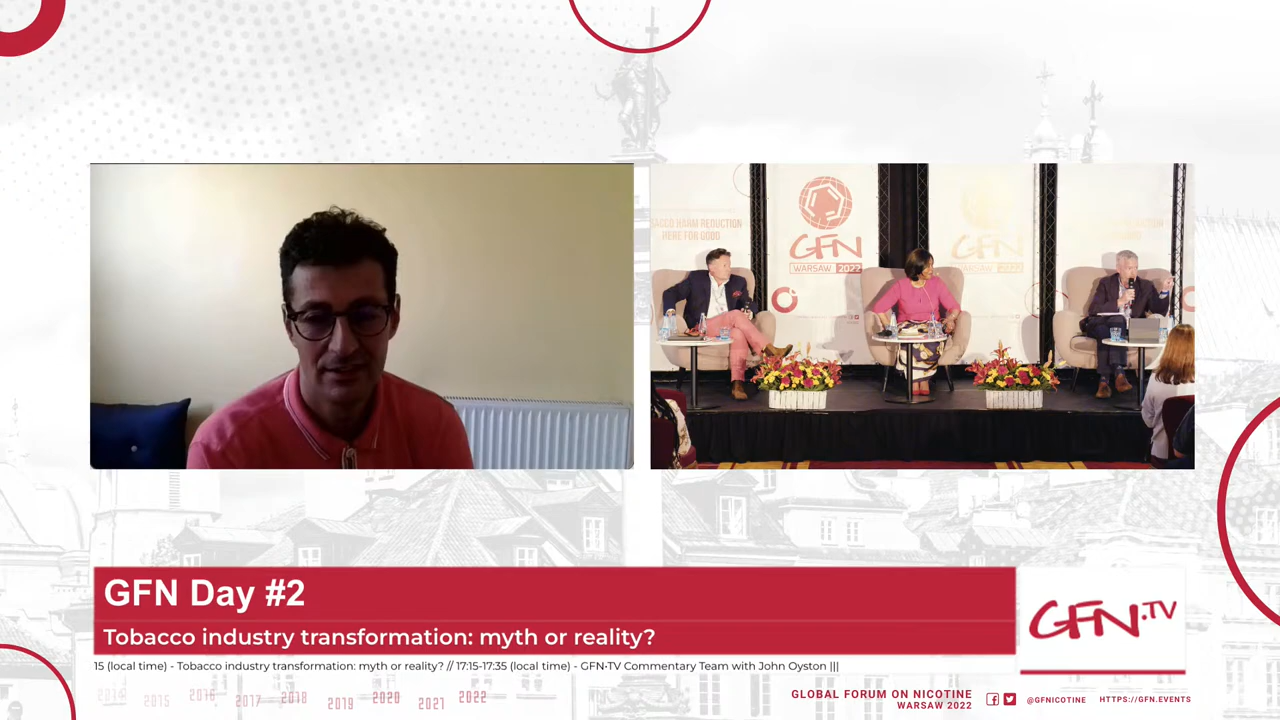 ACCO HARM REDUCTION
HERE FOR GOOD
GFN
WARSAW 2022
GFN
GFN Day #2
Tobacco industry transformation: myth or reality?
GFN.TV
15 (local time) - Tobacco industry transformation: myth or reality? // 17:15-17:35 (local time) - GFN•TV Commentary Team with John Oyston |||
2014 2015 2016 2017 2018 2019 2020 2021 2022
GLOBAL FORUM ON NICOTINE
WARSAW 2022
@GFNICOTINE
HTTPS://GFN.EVENTS